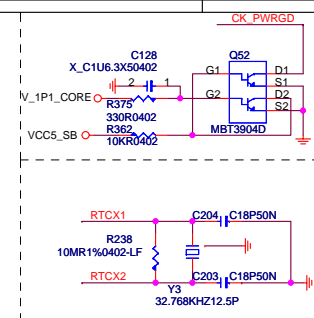 CK_PWRGD
C128
X_C1U6.3X50402
Q52
2
1
G1
D1
S1
V_1P1_CORE
G2
D2
R375
S2
330R0402
R362
VCC5_SB
MBT3904D
10KR0402
RTCX1
C204
C18P50N
R238
10MR1%0402-LF
RTCX2
C203
C18P50N
Y3
32.768KHZ12.5P